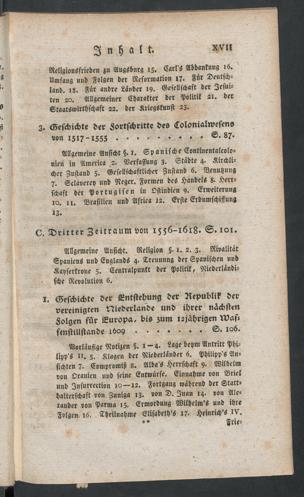 Inhalt. XVII
Religionsfrieden zu Augsburg 15. Carl's Abdankung 16.
Umfang und Folgen der Reformation 17. Für Deutsch-
land. 18. Für andre Länder 19. Gesellschaft der Jesui-
ten 20. Allgemeiner Charakter der Politik 21. der
Staatswirthschaft 22. der Kriegskunst 23.
3. Geschichte der Fortschritte des Colonialwesens
von 1517-1555 . . . . . . . . . S. 87.
Allgemeine Ansicht §. 1. Spanische Continentalcolo-
nien in America 2. Verfassung 3. Städte 4. Kirchli-
cher Zustand 5. Gesellschaftlicher Zustand 6. Benutzung
7. Sclaverey und Neger. Formen des Handels 8. Herr-
schaft der Portugiesen in Ostindien 9. Erweiterung
10. 11. Brasilien und Africa 12. Erste Erdumschiffung
13.
C. Dritter Zeitraum von 1556-1618. S. 101.
Allgemeine Ansicht. Religion §. 1. 2. 3. Rivalität
Spaniens und Englands 4. Trennung der Spanischen und
Kayserkrone 5. Centralpunct der Politik, Niederländi-
sche Revolution 6.
1. Geschichte der Entstehung der Republik der
vereinigten Niederlande und ihrer nächsten
Folgen für Europa, bis zum 12jährigen Waf-
fenstillstande 1609 . . . . . . . S. 106.
Vorläufige Notizen §. 1-4. Lage beym Antritt Phi-
lipp's II. 5. Klagen der Niederländer 6. Philipp's An-
sichten 7. Compromiß 8. Alba's Herrschaft 9. Wilhelm
von Oranien und seine Entwürfe. Einnahme von Briel
und Insurrection 10-12. Fortgang während der Statt-
halterschaft von Zuniga 13. von D. Juan 14. von Ale-
xander von Parma 15. Ermordung Wilhelm's und ihre
Folgen 16. Theilnahme Elisabeth's 17. Heinrich's IV.
** Frie-